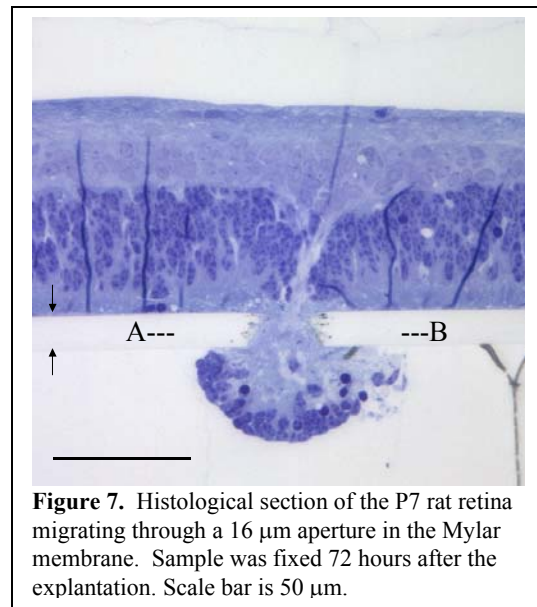 A---
---B
Figure 7. Histological section of the P7 rat retina
migrating through a 16 μm aperture in the Mylar
membrane. Sample was fixed 72 hours after the
explantation. Scale bar is 50 μm.